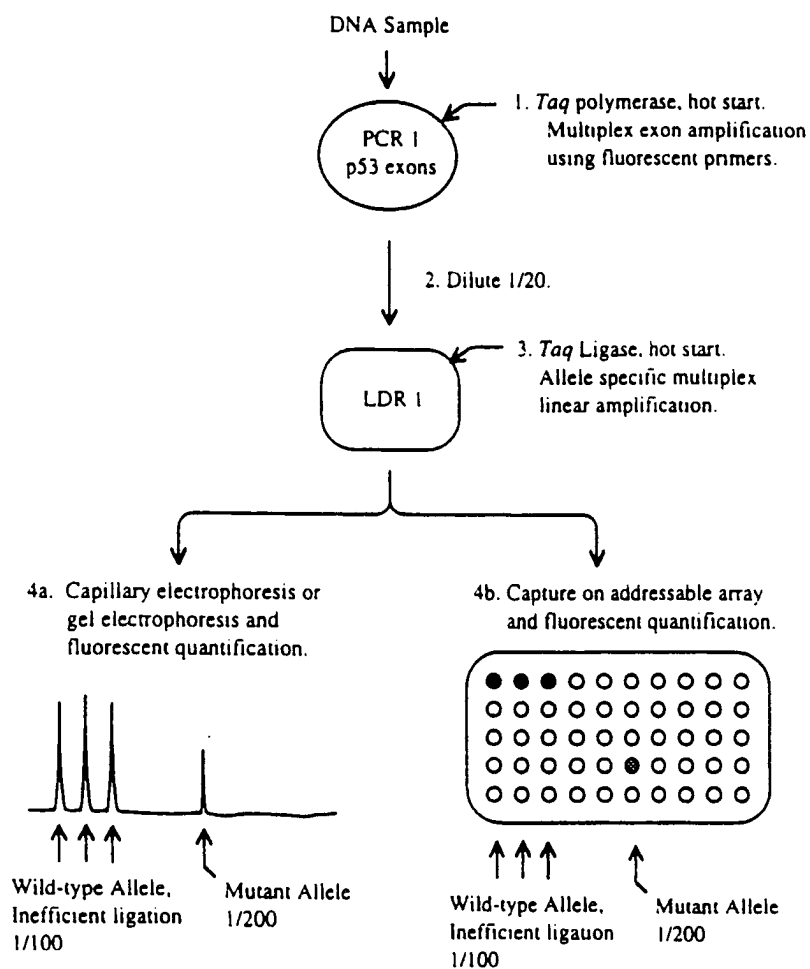 DNA Sample
1. Taq polymerase, hot start.
Multiplex exon amplification
using fluorescent primers.
PCR 1
p53 exons
2. Dilute 1/20.
3. Taq Ligase, hot start.
Allele specific multiplex
linear amplification.
LDR 1
4a. Capillary electrophoresis or
gel electrophoresis and
fluorescent quantification.
4b. Capture on addressable array
and fluorescent quantification.
Wild-type Allele,
Inefficient ligation
1/100
Mutant Allele
1/200
Wild-type Allele,
Inefficient ligation
1/100
Mutant Allele
1/200